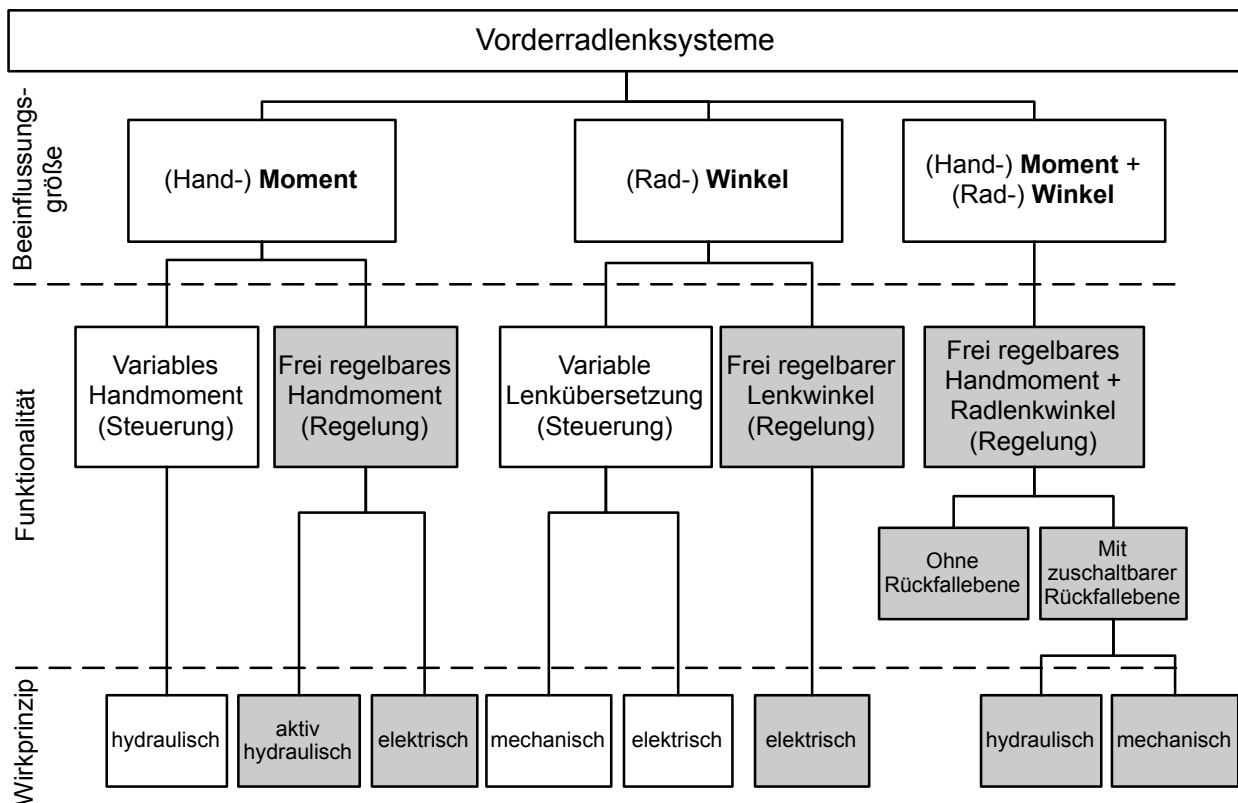 Vorderradlenksysteme
Beeinflussungs-
größe
(Hand-) Moment
(Rad-) Winkel
(Hand-) Moment +
(Rad-) Winkel
Funktionalität
Variables
Handmoment
(Steuerung)
Frei regelbares
Handmoment
(Regelung)
Variable
Lenkübersetzung
(Steuerung)
Frei regelbarer
Lenkwinkel
(Regelung)
Frei regelbares
Handmoment +
Radlenkwinkel
(Regelung)
Ohne
Rückfallebene
Mit
zuschaltbarer
Rückfallebene
Wirkprinzip
hydraulisch
aktiv
hydraulisch
elektrisch
mechanisch
elektrisch
elektrisch
hydraulisch
mechanisch